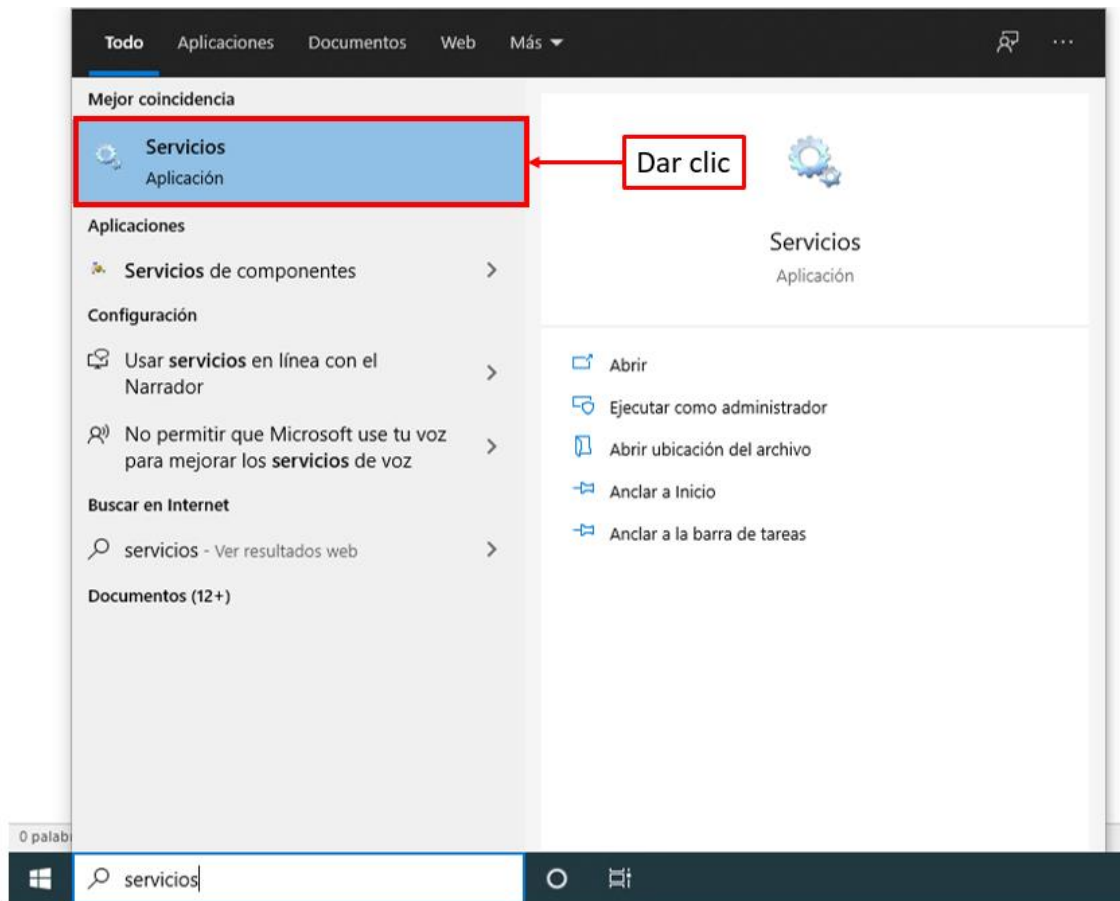 Todo Aplicaciones Documentos Web Más
Mejor coincidencia
Servicios
Aplicación
Dar clic
Servicios
Aplicación
Aplicaciones
Servicios de componentes
Configuración
Usar servicios en línea con el
Narrador
No permitir que Microsoft use tu voz
para mejorar los servicios de voz
Buscar en Internet
servicios - Ver resultados web
Documentos (12+)
Abrir
Ejecutar como administrador
Abrir ubicación del archivo
Anclar a Inicio
Anclar a la barra de tareas
0 palab
servicios